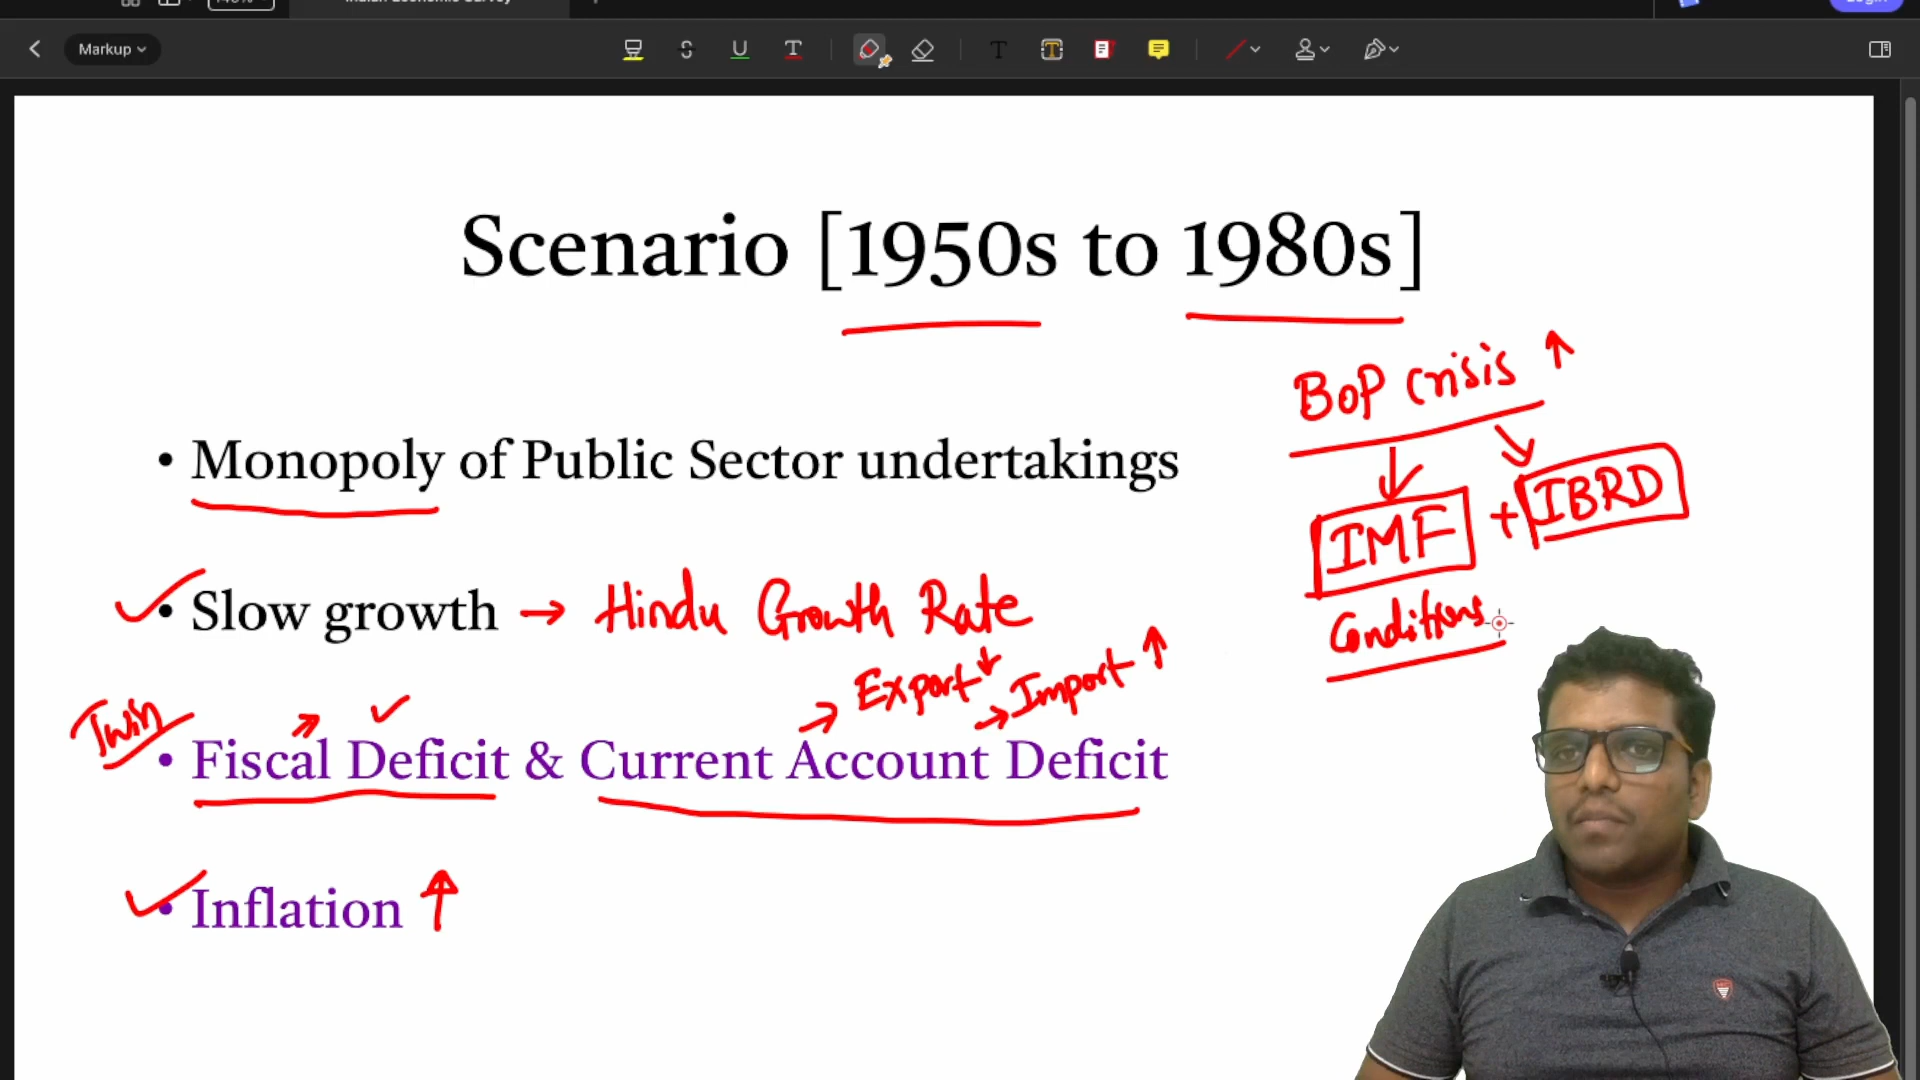 Markup
Scenario [1950s to 1980s]
BoP crisis ↑
• Monopoly of Public Sector undertakings
IMF + IBRD
Conditions
• Slow growth → Hindu Growth Rate
→ Export ↓ → Import ↑
Twin
• Fiscal Deficit & Current Account Deficit
• Inflation ↑